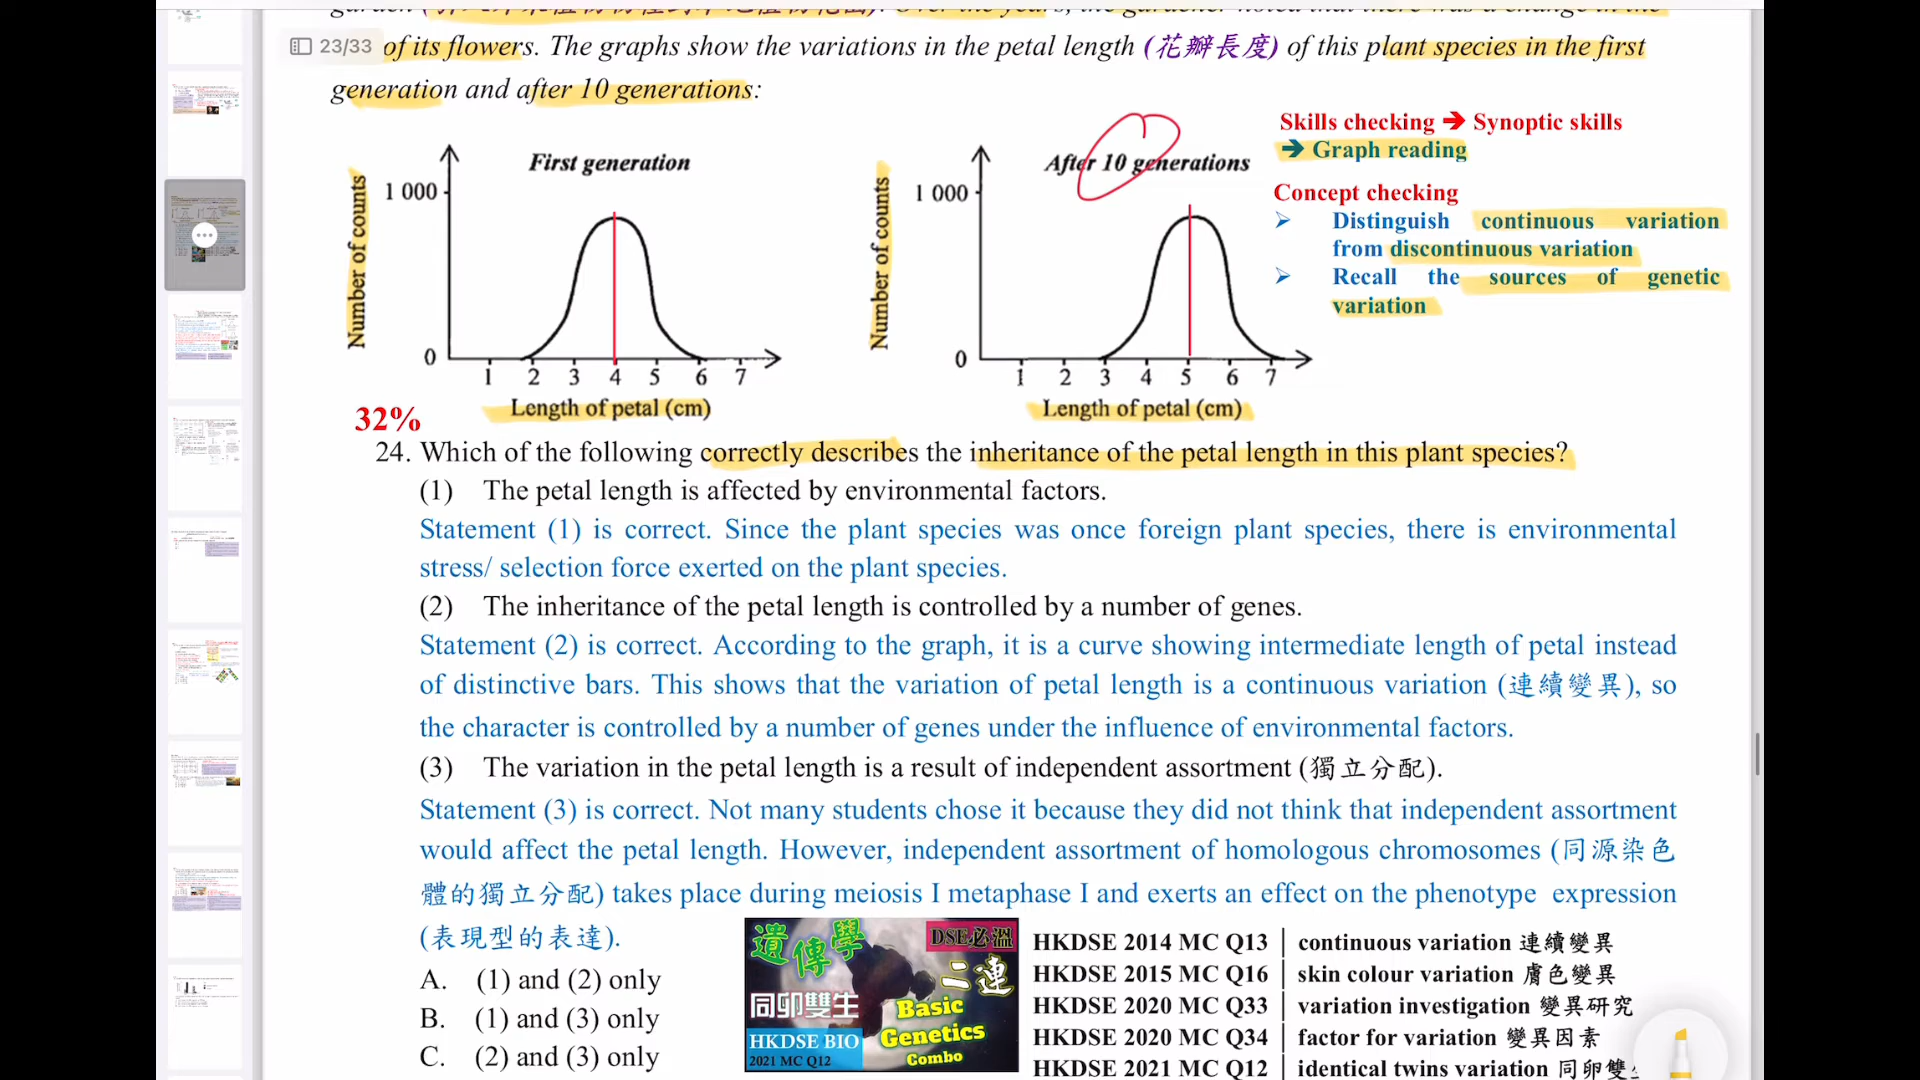 23/33
of its flowers. The graphs show the variations in the petal length (花瓣長度) of this plant species in the first
generation and after 10 generations:
First generation
Number of counts
1 000
0
1 2 3 4 5 6 7
Length of petal (cm)
After 10 generations
Number of counts
1 000
0
1 2 3 4 5 6 7
Length of petal (cm)
Skills checking ➔ Synoptic skills
➔ Graph reading
Concept checking
➢ Distinguish continuous variation
from discontinuous variation
➢ Recall the sources of genetic
variation
32%
24. Which of the following correctly describes the inheritance of the petal length in this plant species?
(1) The petal length is affected by environmental factors.
Statement (1) is correct. Since the plant species was once foreign plant species, there is environmental
stress/ selection force exerted on the plant species.
(2) The inheritance of the petal length is controlled by a number of genes.
Statement (2) is correct. According to the graph, it is a curve showing intermediate length of petal instead
of distinctive bars. This shows that the variation of petal length is a continuous variation (連續變異), so
the character is controlled by a number of genes under the influence of environmental factors.
(3) The variation in the petal length is a result of independent assortment (獨立分配).
Statement (3) is correct. Not many students chose it because they did not think that independent assortment
would affect the petal length. However, independent assortment of homologous chromosomes (同源染色
體的獨立分配) takes place during meiosis I metaphase I and exerts an effect on the phenotype expression
(表現型的表達).
A. (1) and (2) only
B. (1) and (3) only
C. (2) and (3) only
遺傳學
DSE必溫
二連
同卵雙生
Basic
Genetics
Combo
HKDSE BIO
2021 MC Q12
HKDSE 2014 MC Q13 | continuous variation 連續變異
HKDSE 2015 MC Q16 | skin colour variation 膚色變異
HKDSE 2020 MC Q33 | variation investigation 變異研究
HKDSE 2020 MC Q34 | factor for variation 變異因素
HKDSE 2021 MC Q12 | identical twins variation 同卵雙